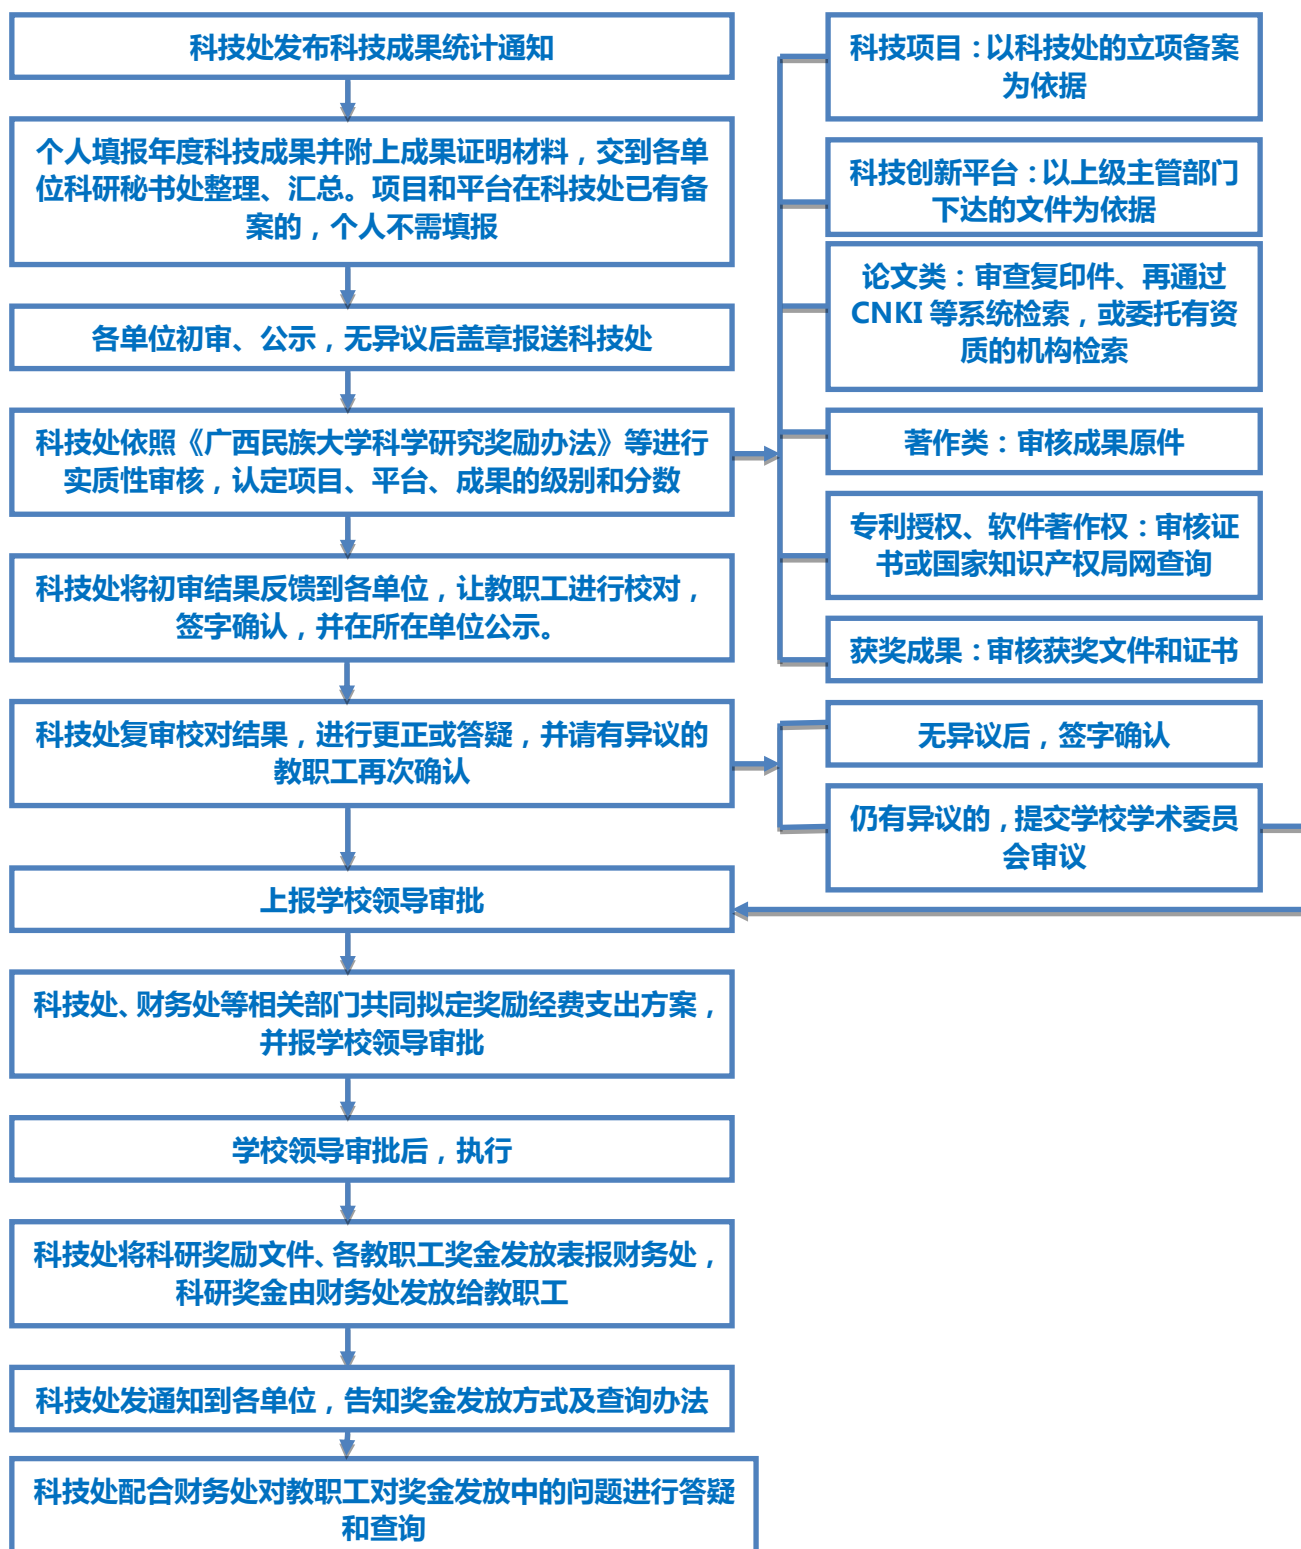 科技处发布科技成果统计通知
个人填报年度科技成果并附上成果证明材料，交到各单
位科研秘书处整理、汇总。项目和平台在科技处已有备
案的，个人不需填报
各单位初审、公示，无异议后盖章报送科技处
科技处依照《广西民族大学科学研究奖励办法》等进行
实质性审核，认定项目、平台、成果的级别和分数
科技项目：以科技处的立项备案
为依据
科技创新平台：以上级主管部门
下达的文件为依据
论文类：审查复印件、再通过
CNKI 等系统检索，或委托有资
质的机构检索
著作类：审核成果原件
专利授权、软件著作权：审核证
书或国家知识产权局网查询
获奖成果：审核获奖文件和证书
科技处将初审结果反馈到各单位，让教职工进行校对，
签字确认，并在所在单位公示。
科技处复审校对结果，进行更正或答疑，并请有异议的
教职工再次确认
无异议后，签字确认
仍有异议的，提交学校学术委员
会审议
上报学校领导审批
科技处、财务处等相关部门共同拟定奖励经费支出方案，
并报学校领导审批
学校领导审批后，执行
科技处将科研奖励文件、各教职工奖金发放表报财务处，
科研奖金由财务处发放给教职工
科技处发通知到各单位，告知奖金发放方式及查询办法
科技处配合财务处对教职工对奖金发放中的问题进行答疑
和查询